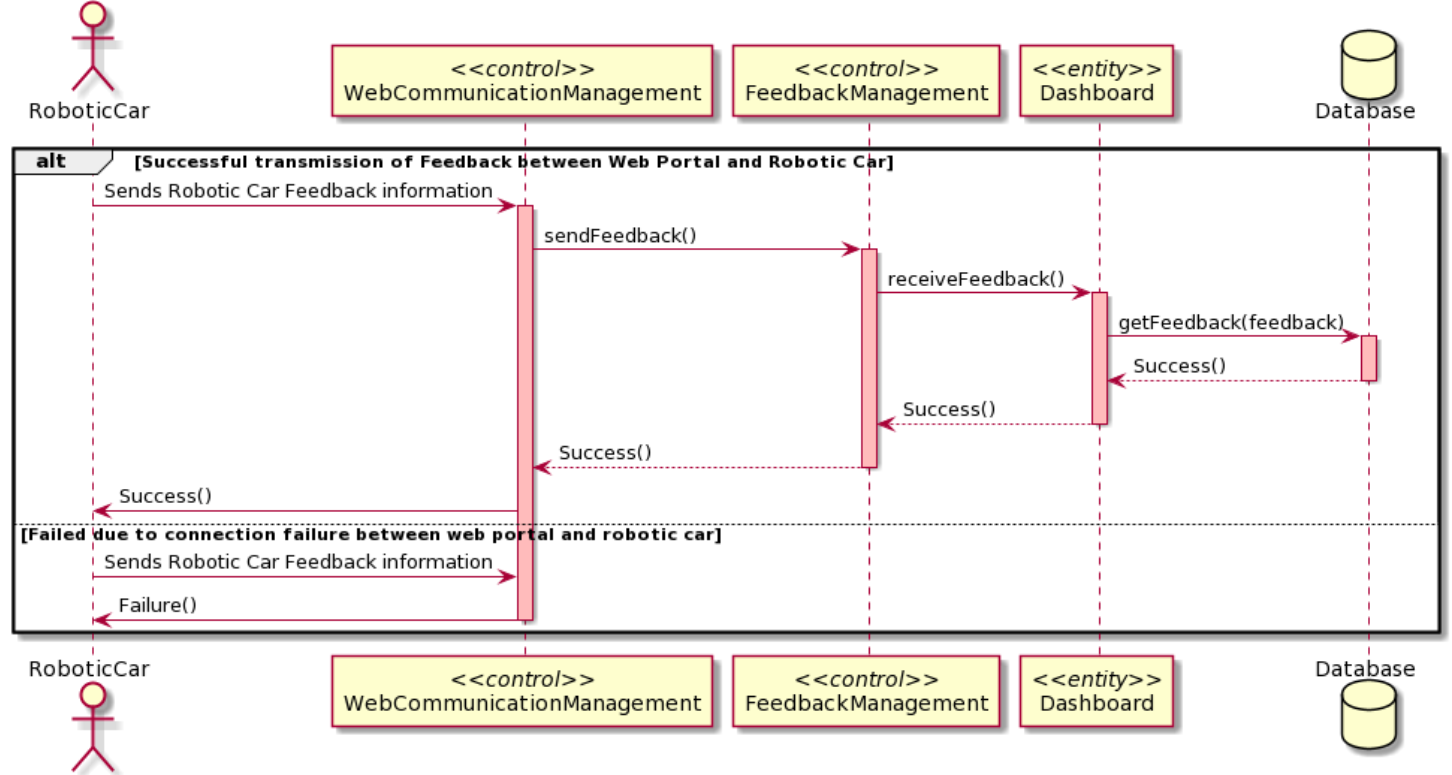 RoboticCar
<<control>>
WebCommunicationManagement
<<control>>
FeedbackManagement
<<entity>>
Dashboard
Database
alt [Successful transmission of Feedback between Web Portal and Robotic Car]
Sends Robotic Car Feedback information
sendFeedback()
receiveFeedback()
getFeedback(feedback)
Success()
Success()
Success()
Success()
[Failed due to connection failure between web portal and robotic car]
Sends Robotic Car Feedback information
Failure()
RoboticCar
<<control>>
WebCommunicationManagement
<<control>>
FeedbackManagement
<<entity>>
Dashboard
Database